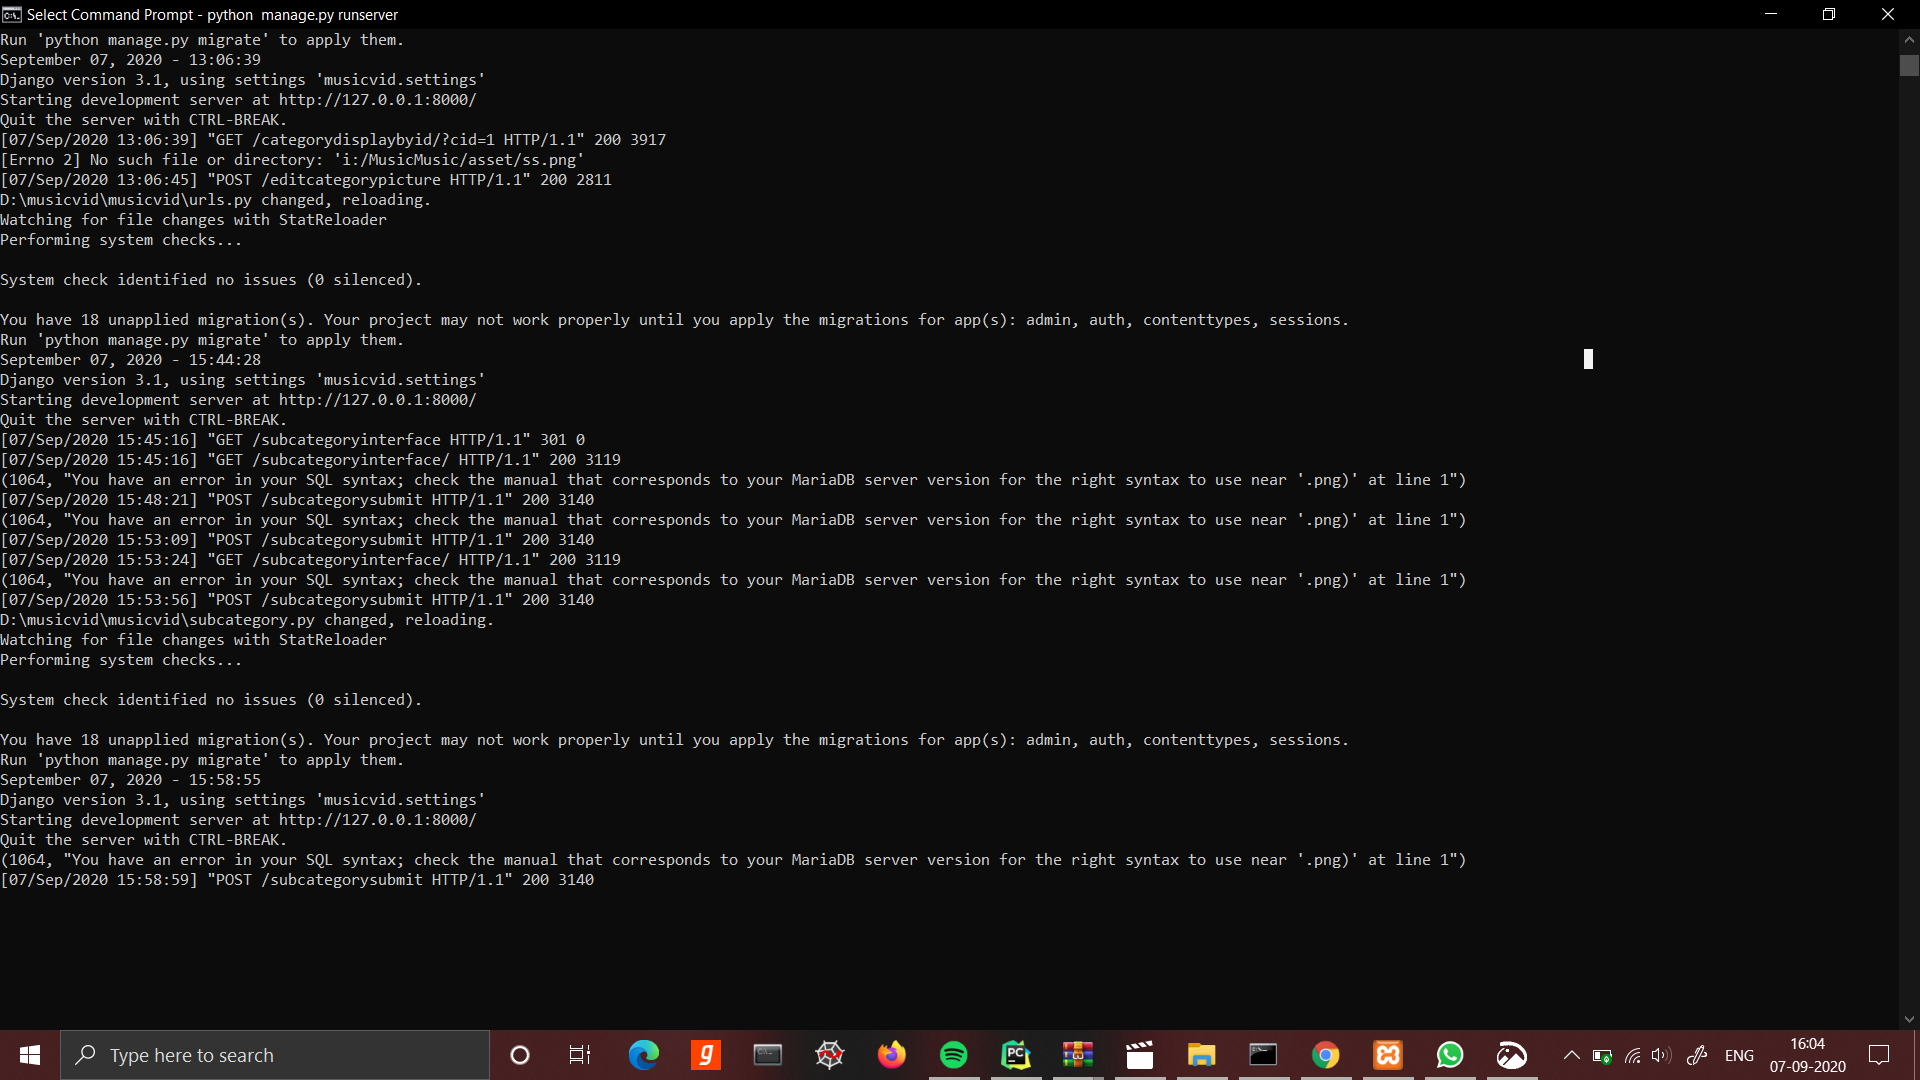 Select Command Prompt - python  manage.py runserver
Run 'python manage.py migrate' to apply them.
September 07, 2020 - 13:06:39
Django version 3.1, using settings 'musicvid.settings'
Starting development server at http://127.0.0.1:8000/
Quit the server with CTRL-BREAK.
[07/Sep/2020 13:06:39] "GET /categorydisplaybyid/?cid=1 HTTP/1.1" 200 3917
[Errno 2] No such file or directory: 'i:/MusicMusic/asset/ss.png'
[07/Sep/2020 13:06:45] "POST /editcategorypicture HTTP/1.1" 200 2811
D:\musicvid\musicvid\urls.py changed, reloading.
Watching for file changes with StatReloader
Performing system checks...
System check identified no issues (0 silenced).
You have 18 unapplied migration(s). Your project may not work properly until you apply the migrations for app(s): admin, auth, contenttypes, sessions.
Run 'python manage.py migrate' to apply them.
September 07, 2020 - 15:44:28
Django version 3.1, using settings 'musicvid.settings'
Starting development server at http://127.0.0.1:8000/
Quit the server with CTRL-BREAK.
[07/Sep/2020 15:45:16] "GET /subcategoryinterface HTTP/1.1" 301 0
[07/Sep/2020 15:45:16] "GET /subcategoryinterface/ HTTP/1.1" 200 3119
(1064, "You have an error in your SQL syntax; check the manual that corresponds to your MariaDB server version for the right syntax to use near '.png)' at line 1")
[07/Sep/2020 15:48:21] "POST /subcategorysubmit HTTP/1.1" 200 3140
(1064, "You have an error in your SQL syntax; check the manual that corresponds to your MariaDB server version for the right syntax to use near '.png)' at line 1")
[07/Sep/2020 15:53:09] "POST /subcategorysubmit HTTP/1.1" 200 3140
[07/Sep/2020 15:53:24] "GET /subcategoryinterface/ HTTP/1.1" 200 3119
(1064, "You have an error in your SQL syntax; check the manual that corresponds to your MariaDB server version for the right syntax to use near '.png)' at line 1")
[07/Sep/2020 15:53:56] "POST /subcategorysubmit HTTP/1.1" 200 3140
D:\musicvid\musicvid\subcategory.py changed, reloading.
Watching for file changes with StatReloader
Performing system checks...
System check identified no issues (0 silenced).
You have 18 unapplied migration(s). Your project may not work properly until you apply the migrations for app(s): admin, auth, contenttypes, sessions.
Run 'python manage.py migrate' to apply them.
September 07, 2020 - 15:58:55
Django version 3.1, using settings 'musicvid.settings'
Starting development server at http://127.0.0.1:8000/
Quit the server with CTRL-BREAK.
(1064, "You have an error in your SQL syntax; check the manual that corresponds to your MariaDB server version for the right syntax to use near '.png)' at line 1")
[07/Sep/2020 15:58:59] "POST /subcategorysubmit HTTP/1.1" 200 3140
Type here to search
ENG
16:04
07-09-2020